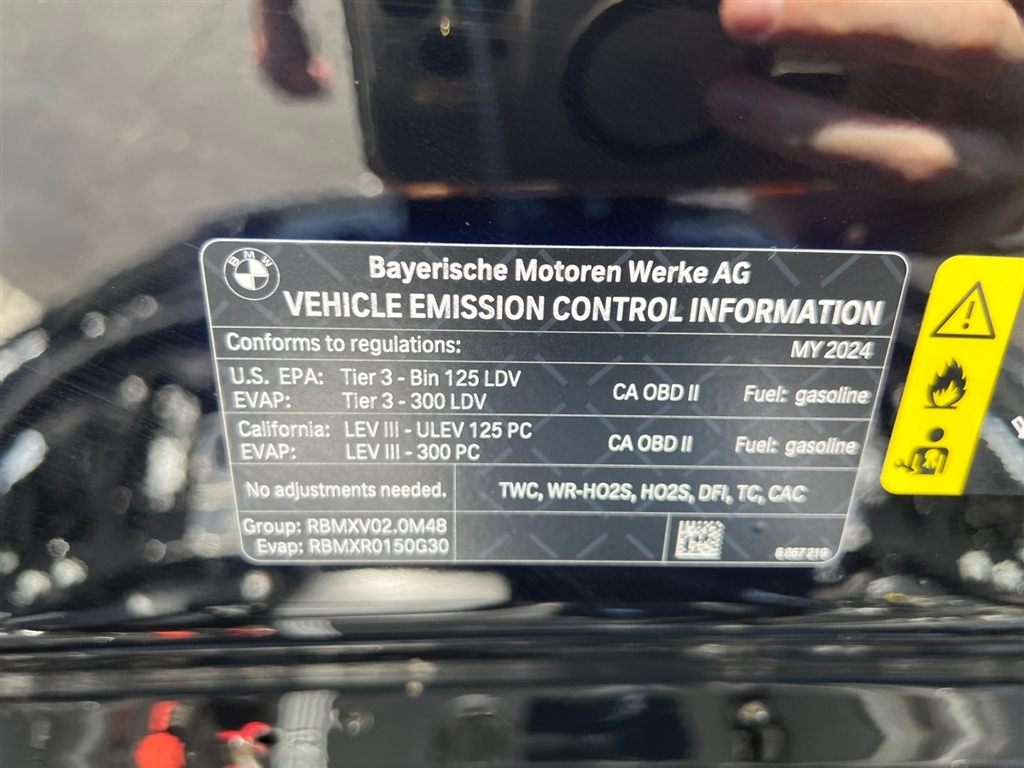 BMW
Bayerische Motoren Werke AG
VEHICLE EMISSION CONTROL INFORMATION
Conforms to regulations: MY 2024
U.S. EPA: Tier 3 - Bin 125 LDV CA OBD II Fuel: gasoline
EVAP: Tier 3 - 300 LDV
California: LEV III - ULEV 125 PC CA OBD II Fuel: gasoline
EVAP: LEV III - 300 PC
No adjustments needed. TWC, WR-HO2S, HO2S, DFI, TC, CAC
Group: RBMXV02.0M48
Evap: RBMXR0150G30
8 667 219